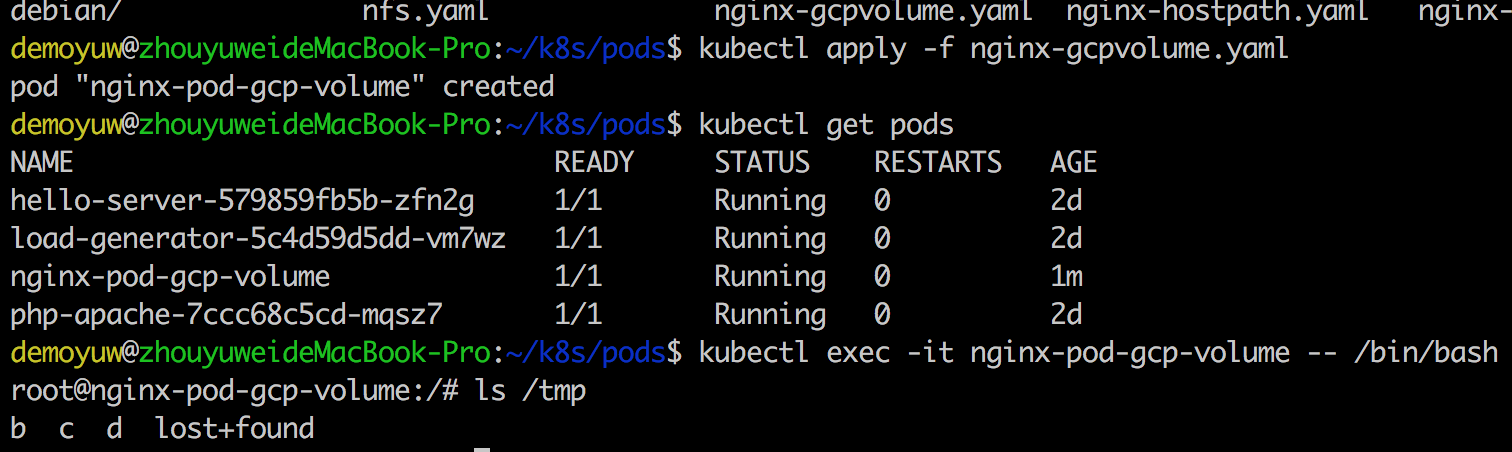 debian/ nfs.yaml nginx-gcpvolume.yaml nginx-hostpath.yaml nginx-
demoyuw@zhouyuweideMacBook-Pro:~/k8s/pods$ kubectl apply -f nginx-gcpvolume.yaml
pod "nginx-pod-gcp-volume" created
demoyuw@zhouyuweideMacBook-Pro:~/k8s/pods$ kubectl get pods
NAME READY STATUS RESTARTS AGE
hello-server-579859fb5b-zfn2g 1/1 Running 0 2d
load-generator-5c4d59d5dd-vm7wz 1/1 Running 0 2d
nginx-pod-gcp-volume 1/1 Running 0 1m
php-apache-7ccc68c5cd-mqsz7 1/1 Running 0 2d
demoyuw@zhouyuweideMacBook-Pro:~/k8s/pods$ kubectl exec -it nginx-pod-gcp-volume -- /bin/bash
root@nginx-pod-gcp-volume:/# ls /tmp
b c d lost+found